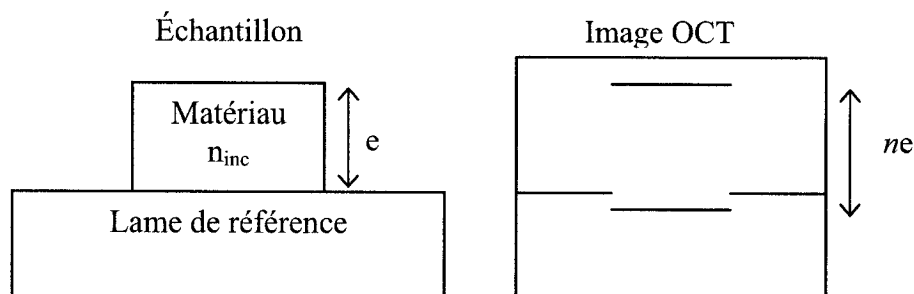 Échantillon
Matériau
n_inc
e
Lame de référence
Image OCT
ne